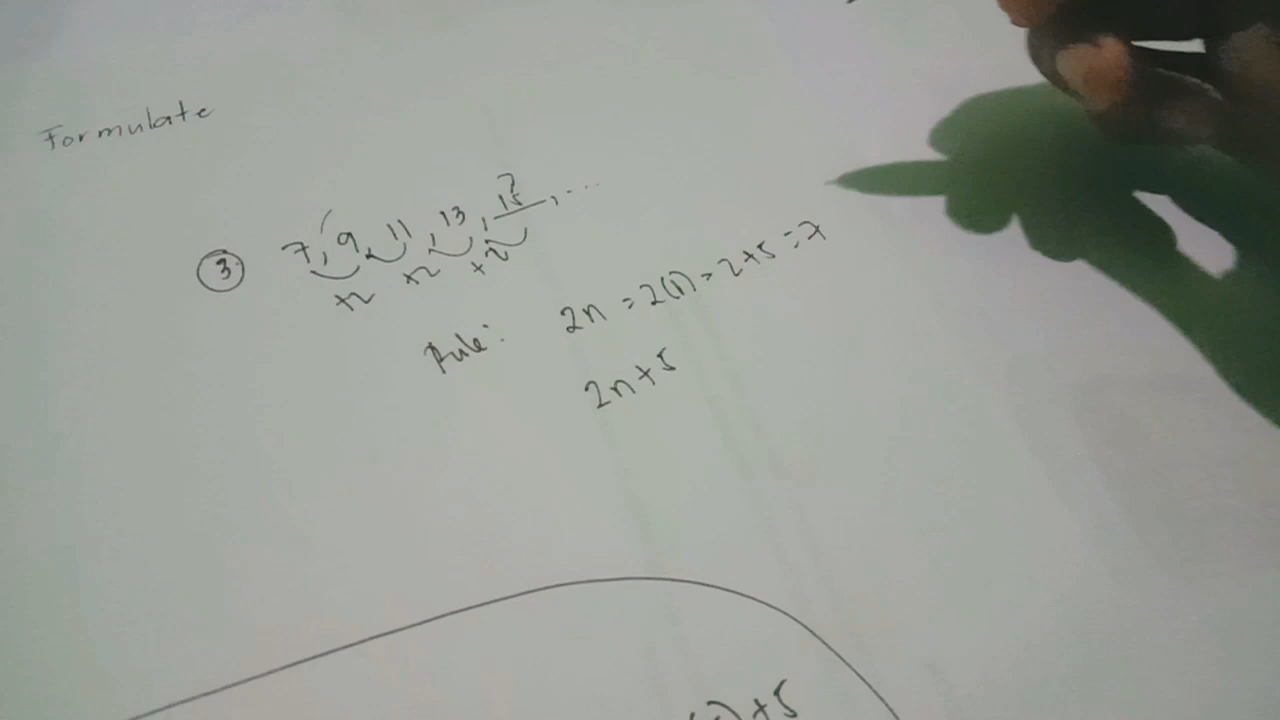 Formulate
③ 7, 9, 11, 13, 15, ...
?
+2 +2 +2
Rule: 2n = 2(1) = 2+5 = 7
2n+5
)+5